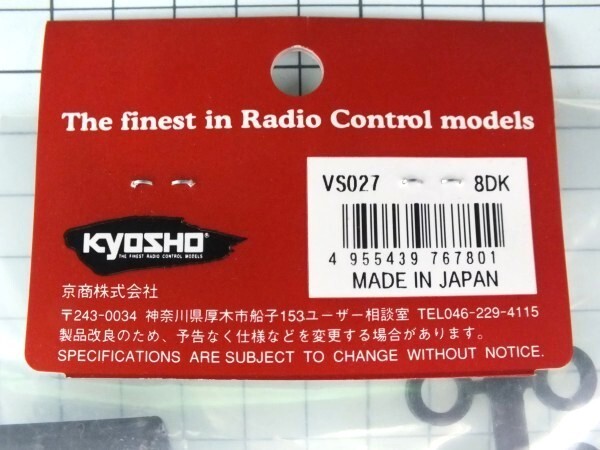 The finest in Radio Control models
VS027 8DK
4 955439 767801
MADE IN JAPAN
KYOSHO
THE FINEST RADIO CONTROL MODELS
京商株式会社
〒243-0034 神奈川県厚木市船子153ユーザー相談室 TEL046-229-4115
製品改良のため、予告なく仕様などを変更する場合があります。
SPECIFICATIONS ARE SUBJECT TO CHANGE WITHOUT NOTICE.